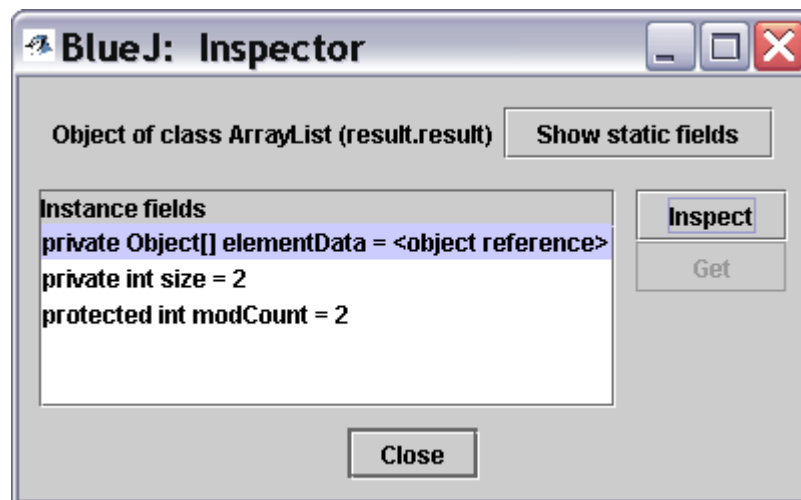 BlueJ: Inspector
Object of class ArrayList (result.result)
Show static fields
Instance fields
private Object[] elementData = <object reference>
private int size = 2
protected int modCount = 2
Inspect
Get
Close